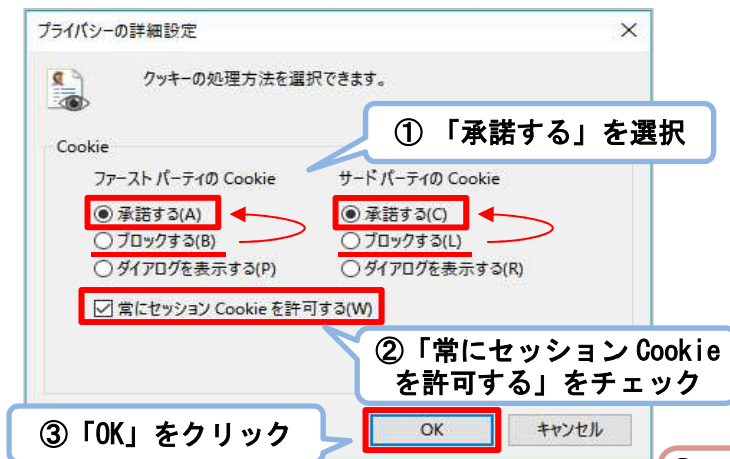 プライバシーの詳細設定
クッキーの処理方法を選択できます。
① 「承諾する」を選択
Cookie
ファースト パーティの Cookie
サード パーティの Cookie
承諾する(A)
承諾する(C)
ブロックする(B)
ブロックする(L)
ダイアログを表示する(P)
ダイアログを表示する(R)
常にセッション Cookie を許可する(W)
②「常にセッション Cookie
を許可する」をチェック
③「OK」をクリック
OK
キャンセル